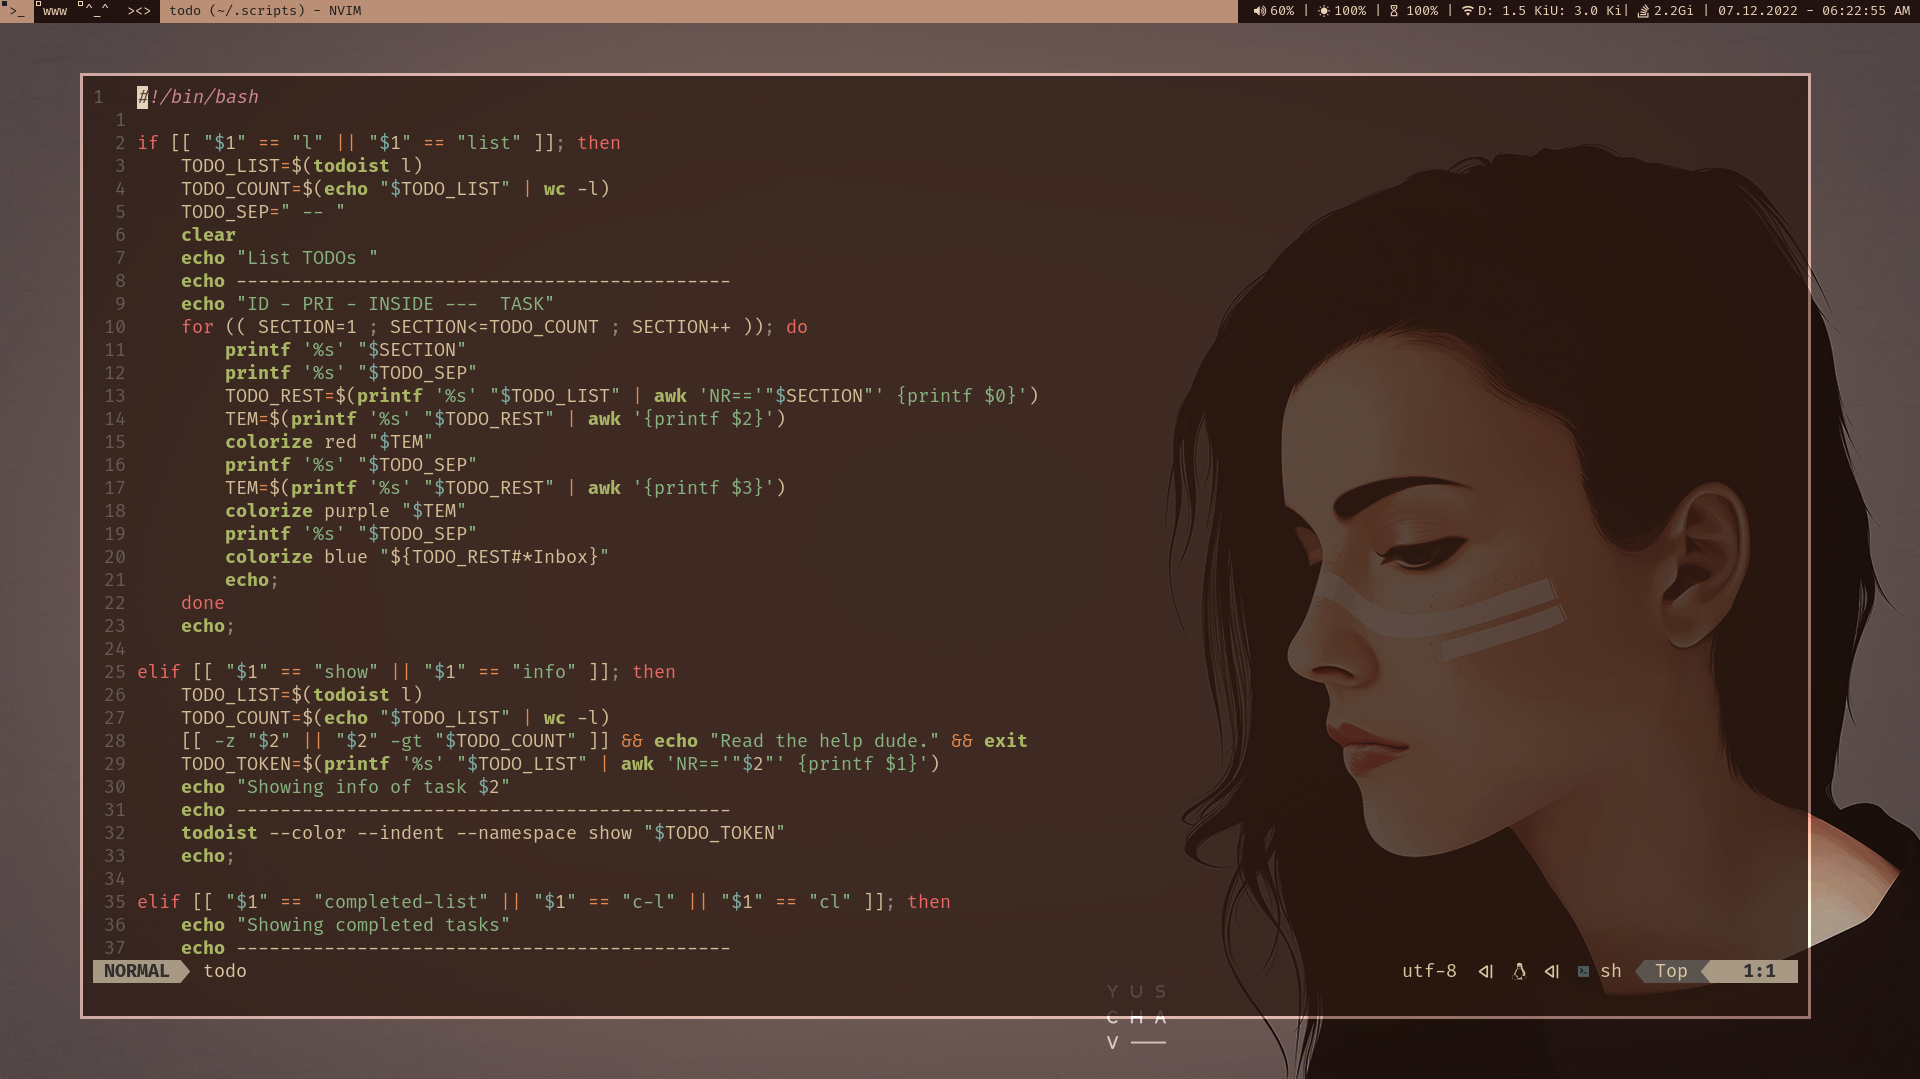 >_ www ^_^ ><> todo (~/.scripts) - NVIM 60% | 100% | 100% | D: 1.5 KiU: 3.0 Ki| 2.2Gi | 07.12.2022 - 06:22:55 AM
1 #!/bin/bash
1
2 if [[ "$1" == "l" || "$1" == "list" ]]; then
3 TODO_LIST=$(todoist l)
4 TODO_COUNT=$(echo "$TODO_LIST" | wc -l)
5 TODO_SEP=" -- "
6 clear
7 echo "List TODOs "
8 echo ---------------------------------------------
9 echo "ID - PRI - INSIDE ---  TASK"
10 for (( SECTION=1 ; SECTION<=TODO_COUNT ; SECTION++ )); do
11 printf '%s' "$SECTION"
12 printf '%s' "$TODO_SEP"
13 TODO_REST=$(printf '%s' "$TODO_LIST" | awk 'NR=='"$SECTION"' {printf $0}')
14 TEM=$(printf '%s' "$TODO_REST" | awk '{printf $2}')
15 colorize red "$TEM"
16 printf '%s' "$TODO_SEP"
17 TEM=$(printf '%s' "$TODO_REST" | awk '{printf $3}')
18 colorize purple "$TEM"
19 printf '%s' "$TODO_SEP"
20 colorize blue "${TODO_REST#*Inbox}"
21 echo;
22 done
23 echo;
24
25 elif [[ "$1" == "show" || "$1" == "info" ]]; then
26 TODO_LIST=$(todoist l)
27 TODO_COUNT=$(echo "$TODO_LIST" | wc -l)
28 [[ -z "$2" || "$2" -gt "$TODO_COUNT" ]] && echo "Read the help dude." && exit
29 TODO_TOKEN=$(printf '%s' "$TODO_LIST" | awk 'NR=='"$2"' {printf $1}')
30 echo "Showing info of task $2"
31 echo ---------------------------------------------
32 todoist --color --indent --namespace show "$TODO_TOKEN"
33 echo;
34
35 elif [[ "$1" == "completed-list" || "$1" == "c-l" || "$1" == "cl" ]]; then
36 echo "Showing completed tasks"
37 echo ---------------------------------------------
NORMAL todo utf-8 sh Top 1:1
Y U S
C H A
V